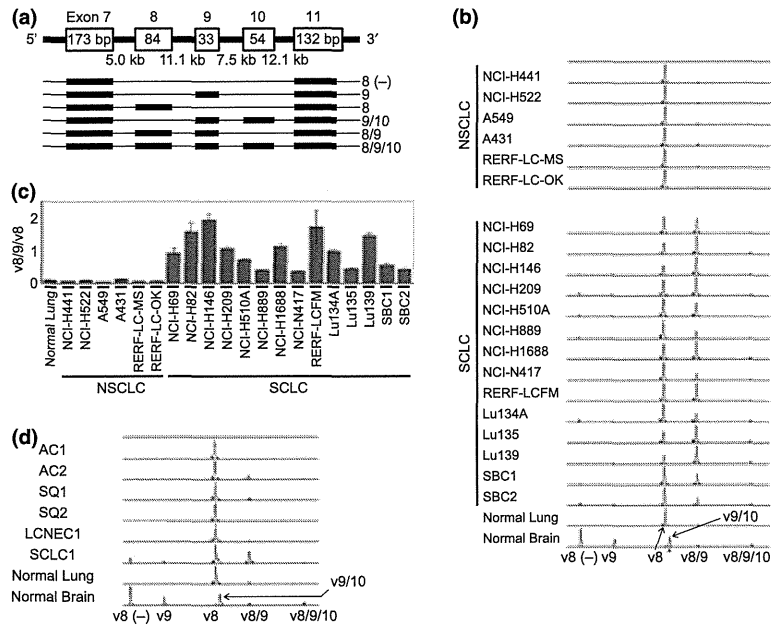 (a)
Exon 7 8 9 10 11
5′ 173 bp 84 33 54 132 bp 3′
5.0 kb 11.1 kb 7.5 kb 12.1 kb
8 (–)
9
8
9/10
8/9
8/9/10
(c)
v8/9/v8
2
1
0
Normal Lung
NCI-H441
NCI-H522
A549
A431
RERF-LC-MS
RERF-LC-OK
NCI-H69
NCI-H82
NCI-H146
NCI-H209
NCI-H510A
NCI-H889
NCI-H1688
NCI-N417
RERF-LCFM
Lu134A
Lu135
Lu139
SBC1
SBC2
NSCLC SCLC
(d)
AC1
AC2
SQ1
SQ2
LCNEC1
SCLC1
Normal Lung
Normal Brain
v9/10
v8 (–) v9 v8 v8/9 v8/9/10
(b)
NSCLC
NCI-H441
NCI-H522
A549
A431
RERF-LC-MS
RERF-LC-OK
SCLC
NCI-H69
NCI-H82
NCI-H146
NCI-H209
NCI-H510A
NCI-H889
NCI-H1688
NCI-N417
RERF-LCFM
Lu134A
Lu135
Lu139
SBC1
SBC2
Normal Lung
Normal Brain
v9/10
v8 (–) v9 v8 v8/9 v8/9/10